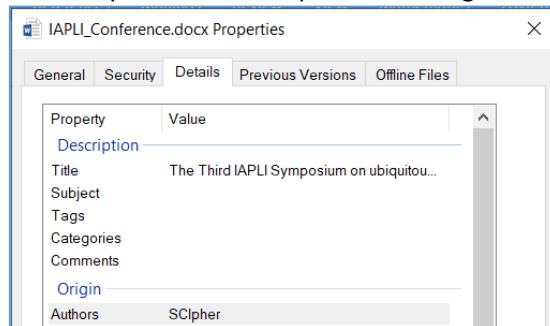 IAPLI_Conference.docx Properties
General Security Details Previous Versions Offline Files
Property Value
Description
Title The Third IAPLI Symposium on ubiquitou...
Subject
Tags
Categories
Comments
Origin
Authors SCIpher